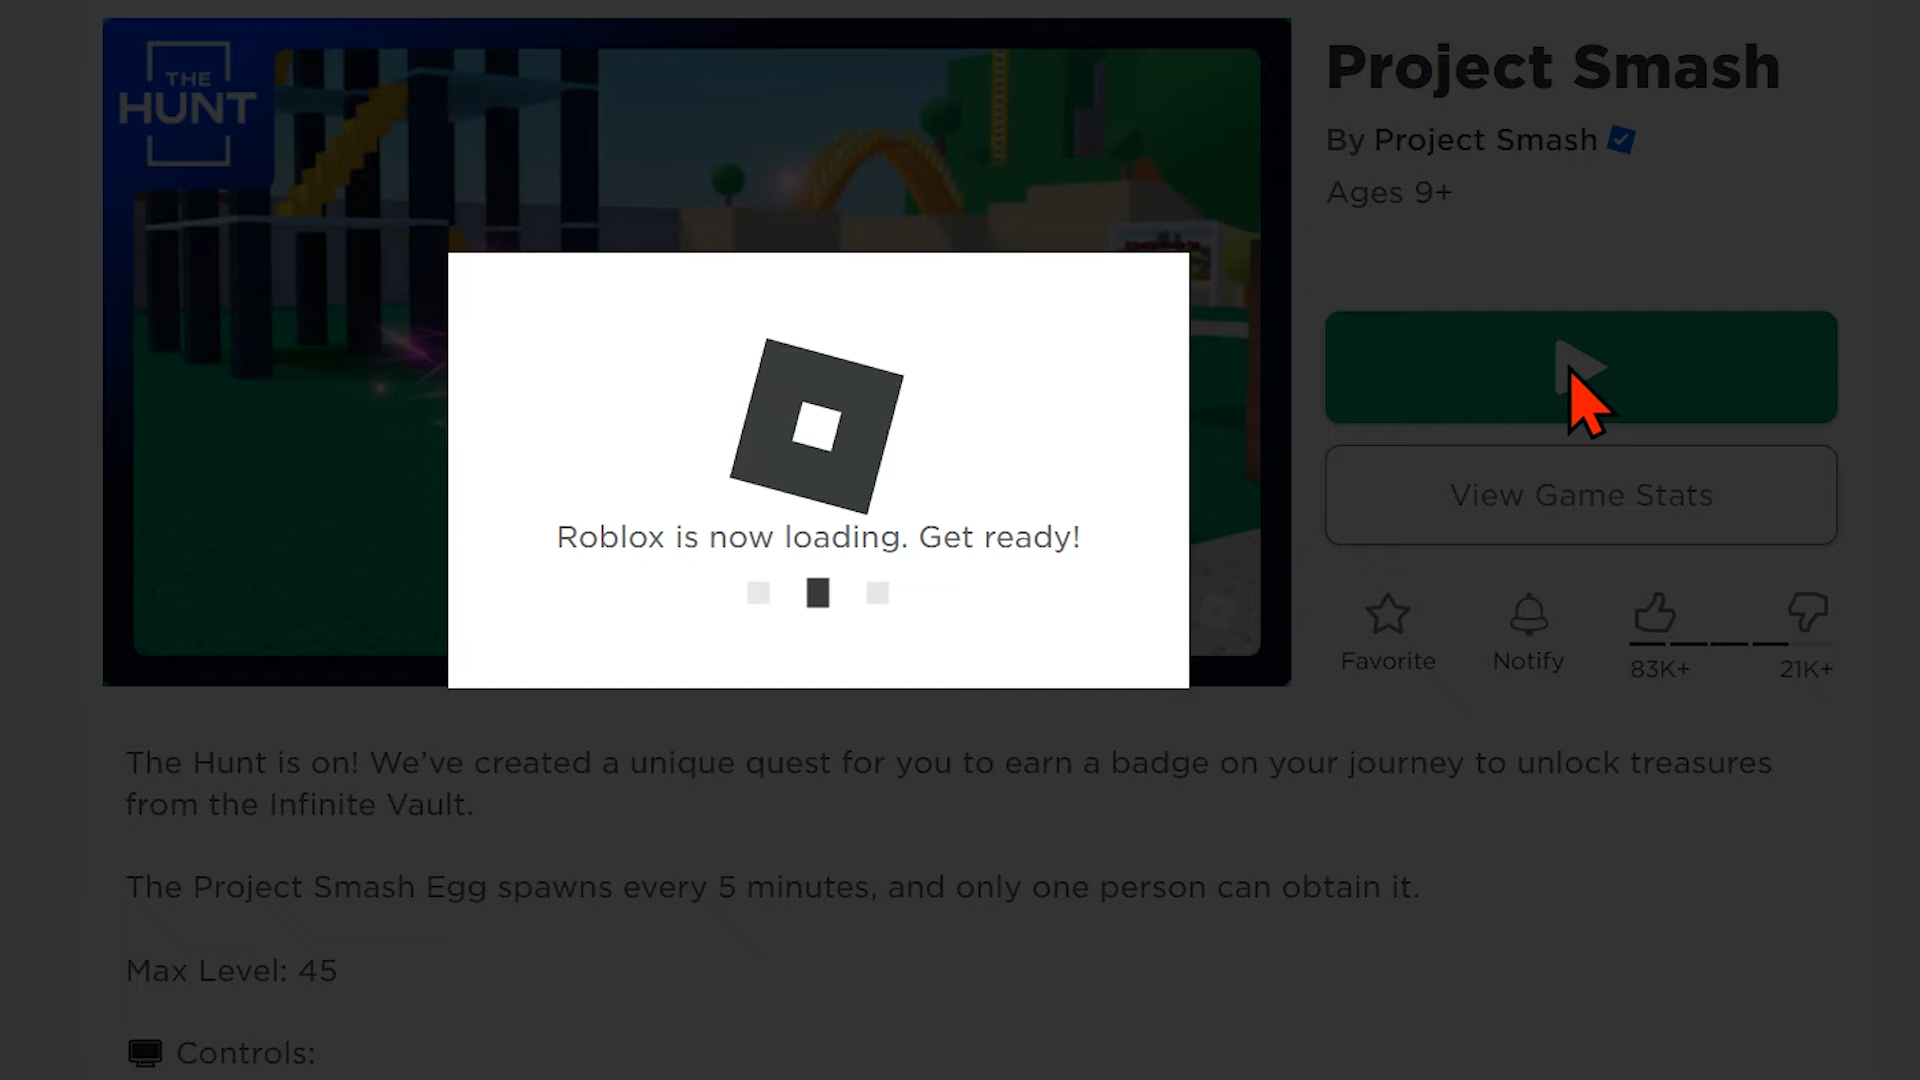 THE
HUNT
Project Smash
By Project Smash
Ages 9+
Roblox is now loading. Get ready!
View Game Stats
Favorite
Notify
83K+
21K+
The Hunt is on! We’ve created a unique quest for you to earn a badge on your journey to unlock treasures
from the Infinite Vault.
The Project Smash Egg spawns every 5 minutes, and only one person can obtain it.
Max Level: 45
Controls: